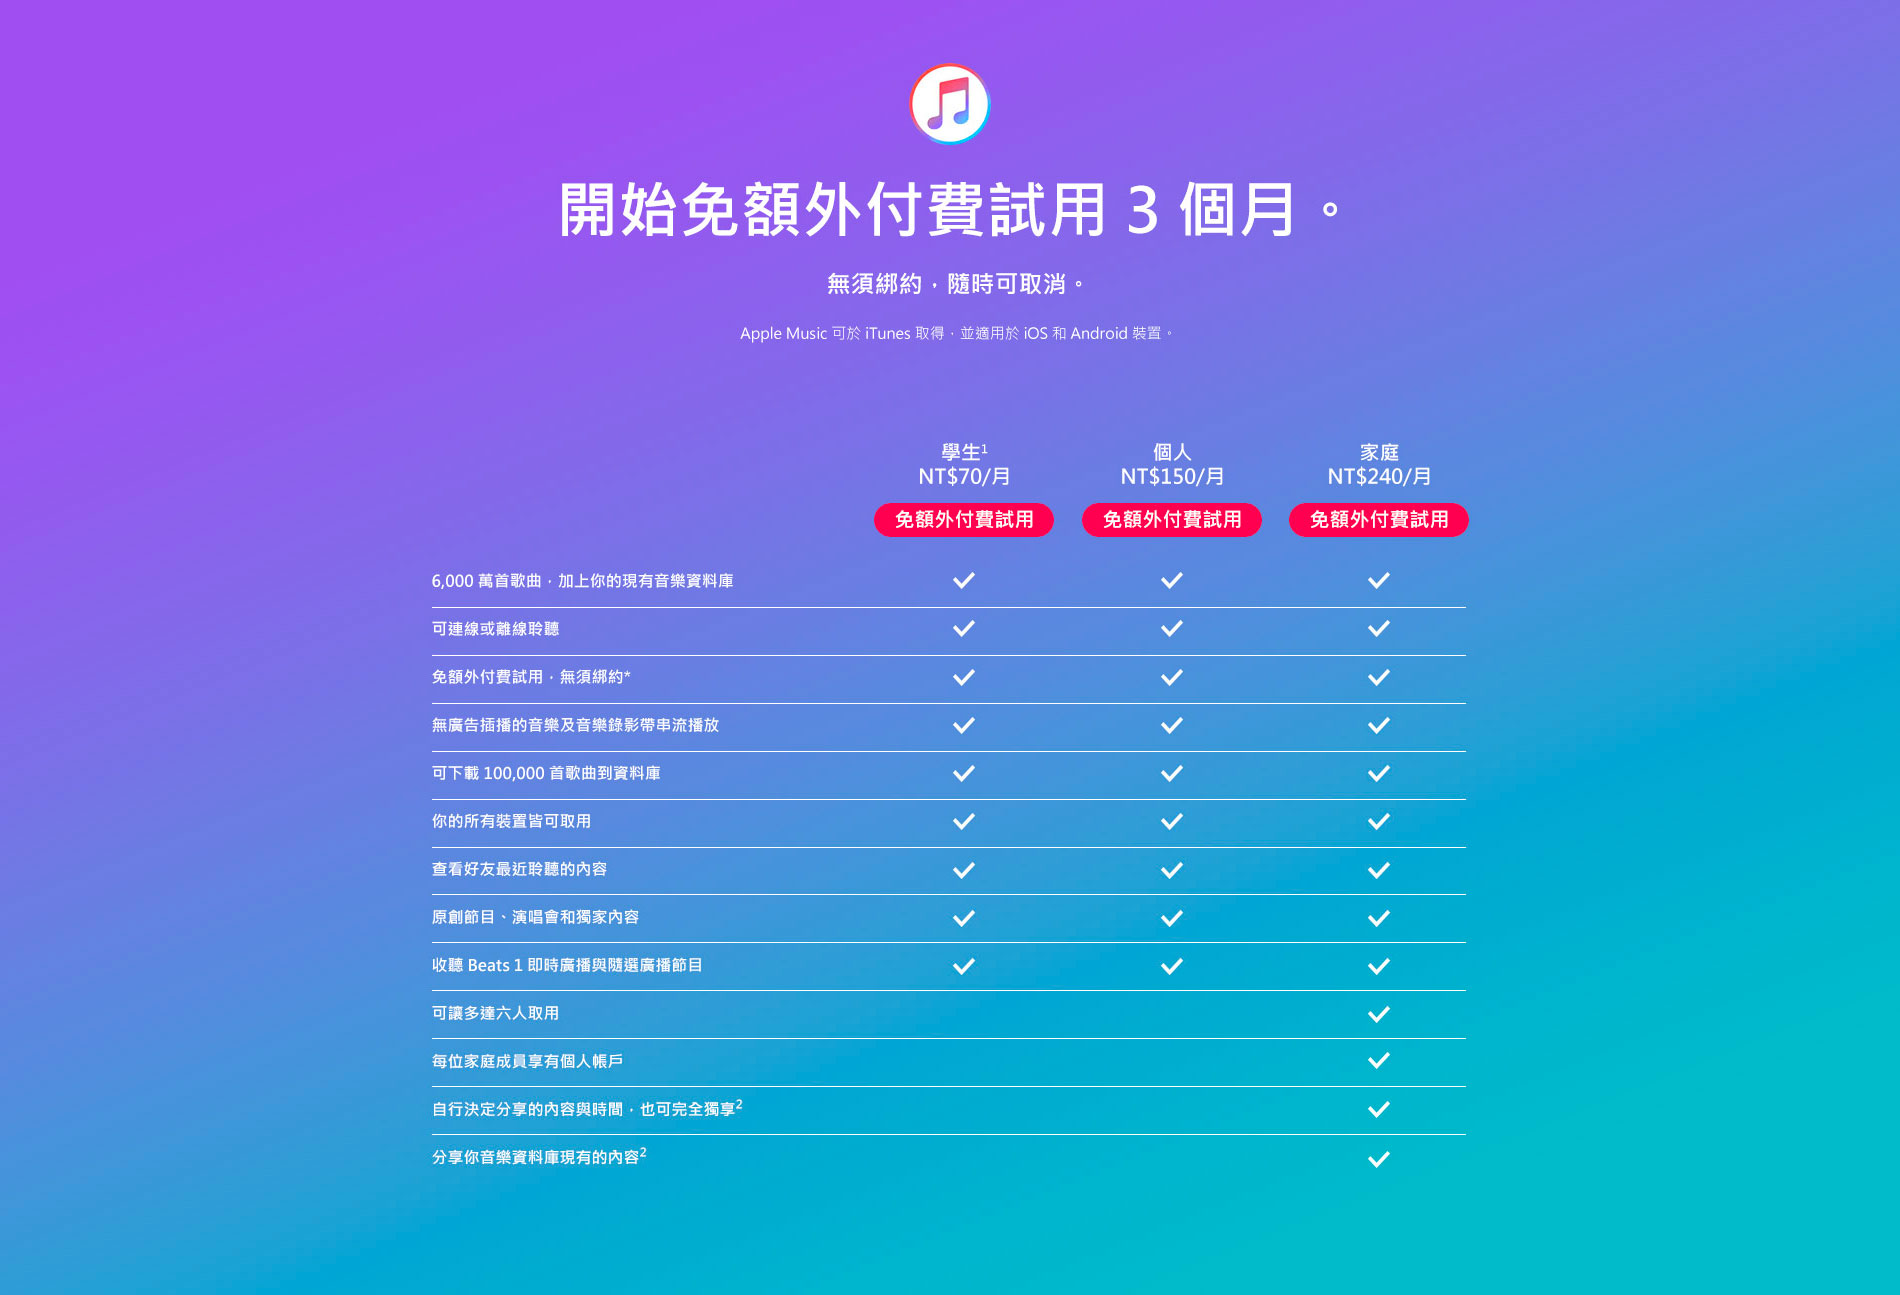 開始免額外付費試用 3 個月。
無須綁約，隨時可取消。
Apple Music 可於 iTunes 取得，並適用於 iOS 和 Android 裝置。
學生1 個人 家庭
NT$70/月 NT$150/月 NT$240/月
免額外付費試用 免額外付費試用 免額外付費試用
6,000 萬首歌曲，加上你的現有音樂資料庫
可連線或離線聆聽
免額外付費試用，無須綁約*
無廣告插播的音樂及音樂錄影帶串流播放
可下載 100,000 首歌曲到資料庫
你的所有裝置皆可取用
查看好友最近聆聽的內容
原創節目、演唱會和獨家內容
收聽 Beats 1 即時廣播與隨選廣播節目
可讓多達六人取用
每位家庭成員享有個人帳戶
自行決定分享的內容與時間，也可完全獨享2
分享你音樂資料庫現有的內容2